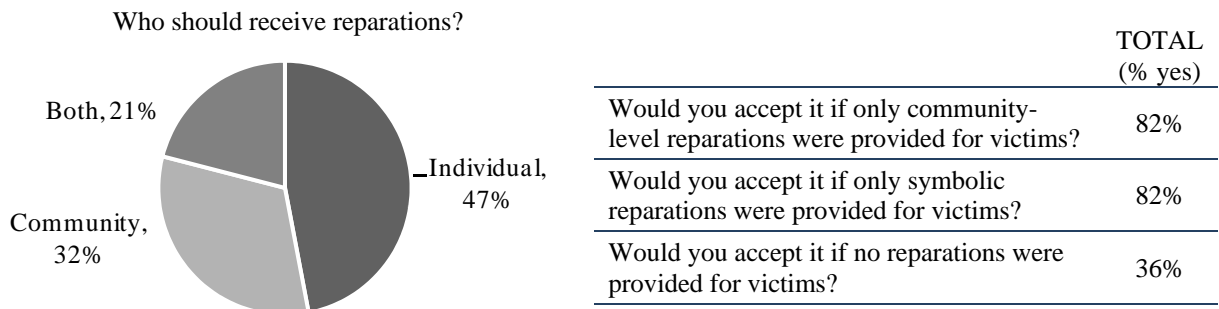 Who should receive reparations?
Both, 21%
Individual,
47%
Community,
32%
TOTAL
(% yes)
Would you accept it if only community-
level reparations were provided for victims?
82%
Would you accept it if only symbolic
reparations were provided for victims?
82%
Would you accept it if no reparations were
provided for victims?
36%